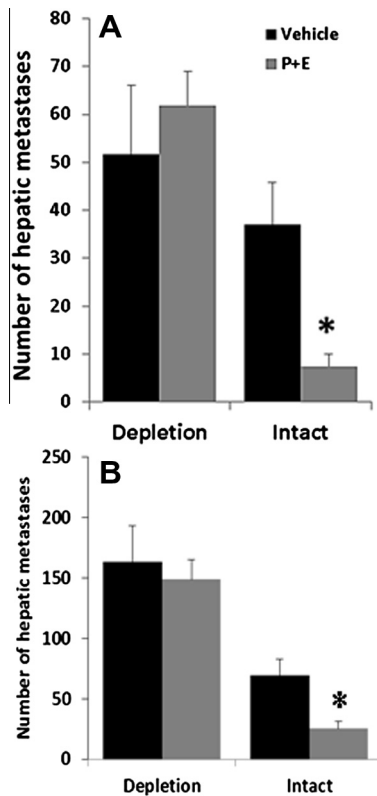 A
Vehicle
P+E
Number of hepatic metastases
80
70
60
50
40
30
20
10
0
*
Depletion Intact
B
Number of hepatic metastases
250
200
150
100
50
0
*
Depletion Intact